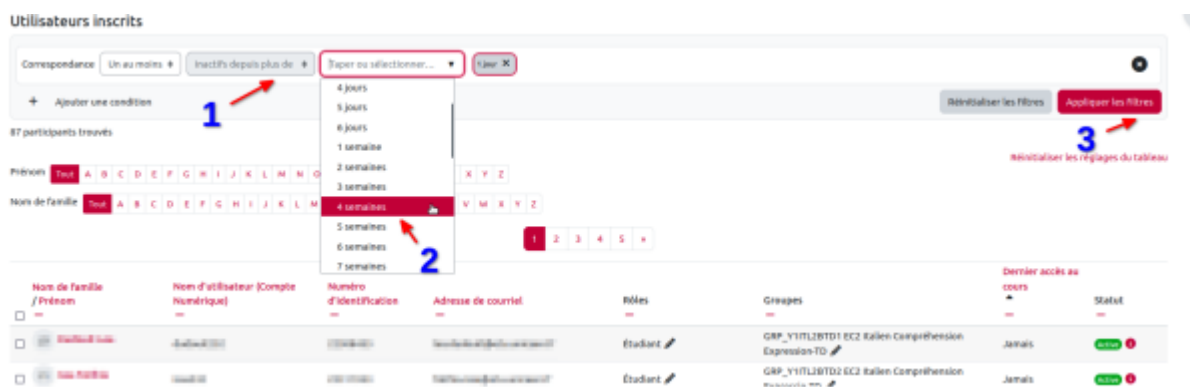 Utilisateurs inscrits
Correspondance Un au moins Inactifs depuis plus de Taper ou sélectionner... 1 jour
4 jours
+ Ajouter une condition
5 jours
Réinitialiser les filtres Appliquer les filtres
1
6 jours
3
87 participants trouvés
1 semaine
Réinitialiser les réglages du tableau
2 semaines
Prénom Tout A B C D E F G H I J K L M N O X Y Z
3 semaines
Nom de famille Tout A B C D E F G H I J K L M V W X Y Z
4 semaines
5 semaines
2
6 semaines
1 2 3 4 5 »
7 semaines
Nom de famille / Prénom
Nom d'utilisateur (Compte Numérique)
Numéro d'identification
Adresse de courriel
Rôles
Groupes
Dernier accès au cours
Statut
Étudiant
GRP_Y1ITL2BTD1 EC2 Italien Compréhension
Expression-TD
Jamais
Active
Étudiant
GRP_Y1ITL2BTD2 EC2 Italien Compréhension
Expression-TD
Jamais
Active